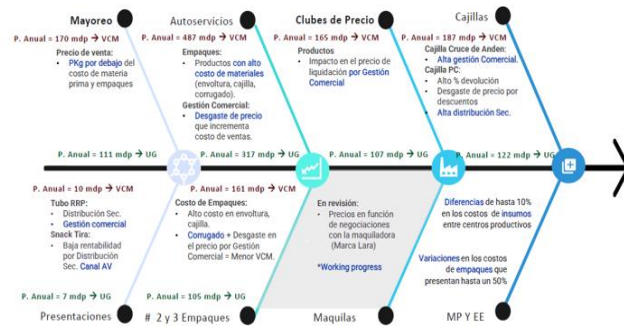 Mayoreo
Autoservicios
Clubes de Precio
Cajillas
P. Anual = 170 mdp → VCM
P. Anual = 487 mdp → VCM
P. Anual = 165 mdp → VCM
P. Anual = 187 mdp → VCM
Precio de venta:
• PKg por debajo del
costo de materia
prima y empaques
Empaques:
• Productos con alto
costo de materiales
(envoltura, cajilla,
corrugado).
Gestión Comercial:
• Desgaste de precio
que incrementa
costo de ventas.
Productos
• Impacto en el precio de
liquidación por Gestión
Comercial
Cajilla Cruce de Anden:
• Alta gestión Comercial.
Cajilla PC:
• Alto % devolución
• Desgaste de precio por
descuentos
• Alta distribución Sec.
P. Anual = 111 mdp → UG
P. Anual = 317 mdp → UG
P. Anual = 107 mdp → UG
P. Anual = 122 mdp → UG
P. Anual = 10 mdp → VCM
P. Anual = 161 mdp → VCM
Tubo RRP:
• Distribución Sec.
• Gestión comercial
Snack Tira:
• Baja rentabilidad
por Distribución
Sec. Canal AV
Costo de Empaques:
• Alto costo en envoltura,
cajilla.
• Corrugado + Desgaste en
el precio por Gestión
Comercial = Menor VCM.
En revisión:
• Precios en función de
negociaciones con
la maquiladora
(Marca Lara)
*Working progress
Diferencias de hasta 10%
en los costos de insumos
entre centros productivos
Variaciones en los costos
de empaques que
presentan hasta un 50%
P. Anual = 7 mdp → UG
P. Anual = 105 mdp → UG
Presentaciones
# 2 y 3 Empaques
Maquilas
MP Y EE